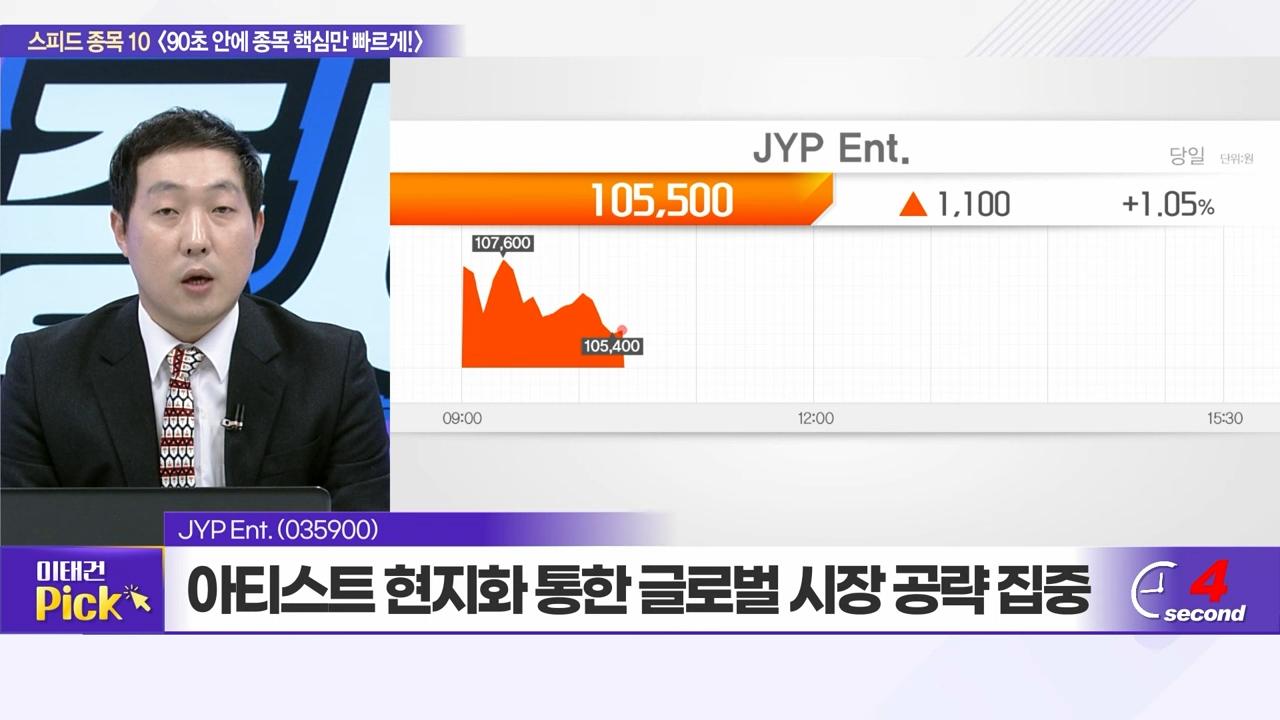 스피드 종목 10 〈90초 안에 종목 핵심만 빠르게!〉
JYP Ent.
당일 단위:원
105,500 ▲ 1,100 +1.05%
107,600
105,400
09:00 12:00 15:30
JYP Ent. (035900)
이태건
Pick
아티스트 현지화 통한 글로벌 시장 공략 집중
4
second